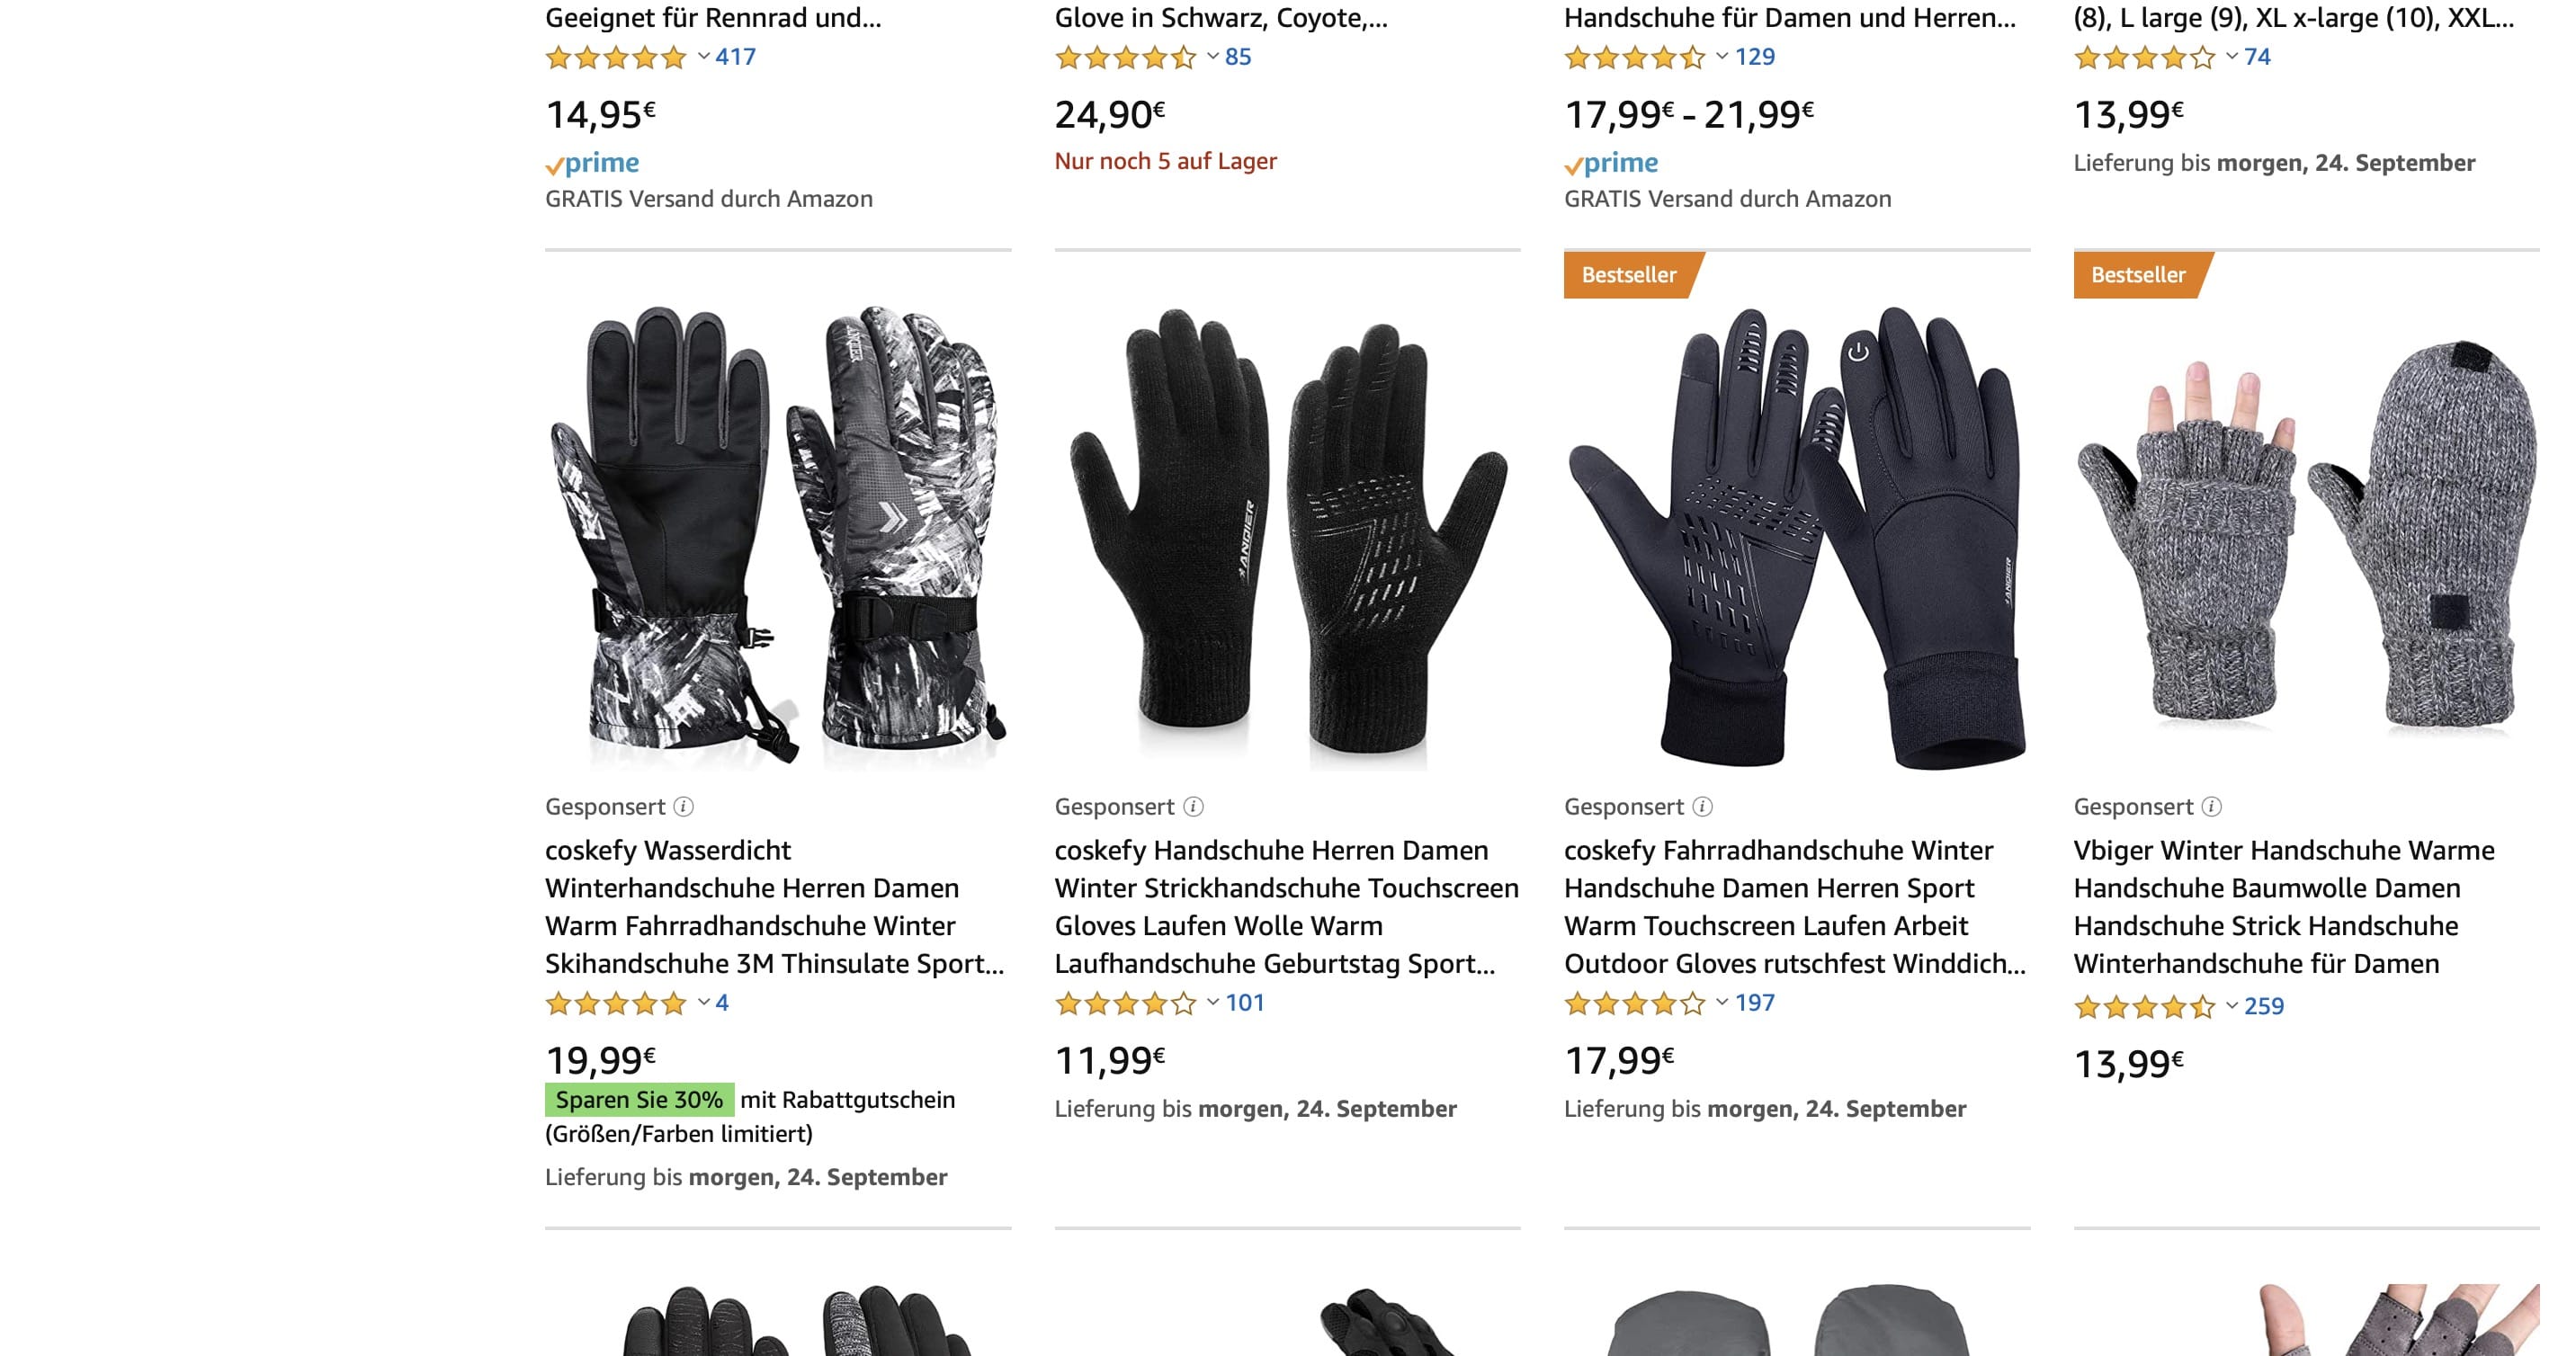 Geeignet für Rennrad und...
417
14,95€
prime
GRATIS Versand durch Amazon
Glove in Schwarz, Coyote,...
85
24,90€
Nur noch 5 auf Lager
Handschuhe für Damen und Herren...
129
17,99€ - 21,99€
prime
GRATIS Versand durch Amazon
(8), L large (9), XL x-large (10), XXL...
74
13,99€
Lieferung bis morgen, 24. September
Gesponsert
coskefy Wasserdicht
Winterhandschuhe Herren Damen
Warm Fahrradhandschuhe Winter
Skihandschuhe 3M Thinsulate Sport...
4
19,99€
Sparen Sie 30% mit Rabattgutschein
(Größen/Farben limitiert)
Lieferung bis morgen, 24. September
ANQIER
Gesponsert
coskefy Handschuhe Herren Damen
Winter Strickhandschuhe Touchscreen
Gloves Laufen Wolle Warm
Laufhandschuhe Geburtstag Sport...
101
11,99€
Lieferung bis morgen, 24. September
Bestseller
ANQIER
Gesponsert
coskefy Fahrradhandschuhe Winter
Handschuhe Damen Herren Sport
Warm Touchscreen Laufen Arbeit
Outdoor Gloves rutschfest Winddich...
197
17,99€
Lieferung bis morgen, 24. September
Bestseller
Gesponsert
Vbiger Winter Handschuhe Warme
Handschuhe Baumwolle Damen
Handschuhe Strick Handschuhe
Winterhandschuhe für Damen
259
13,99€